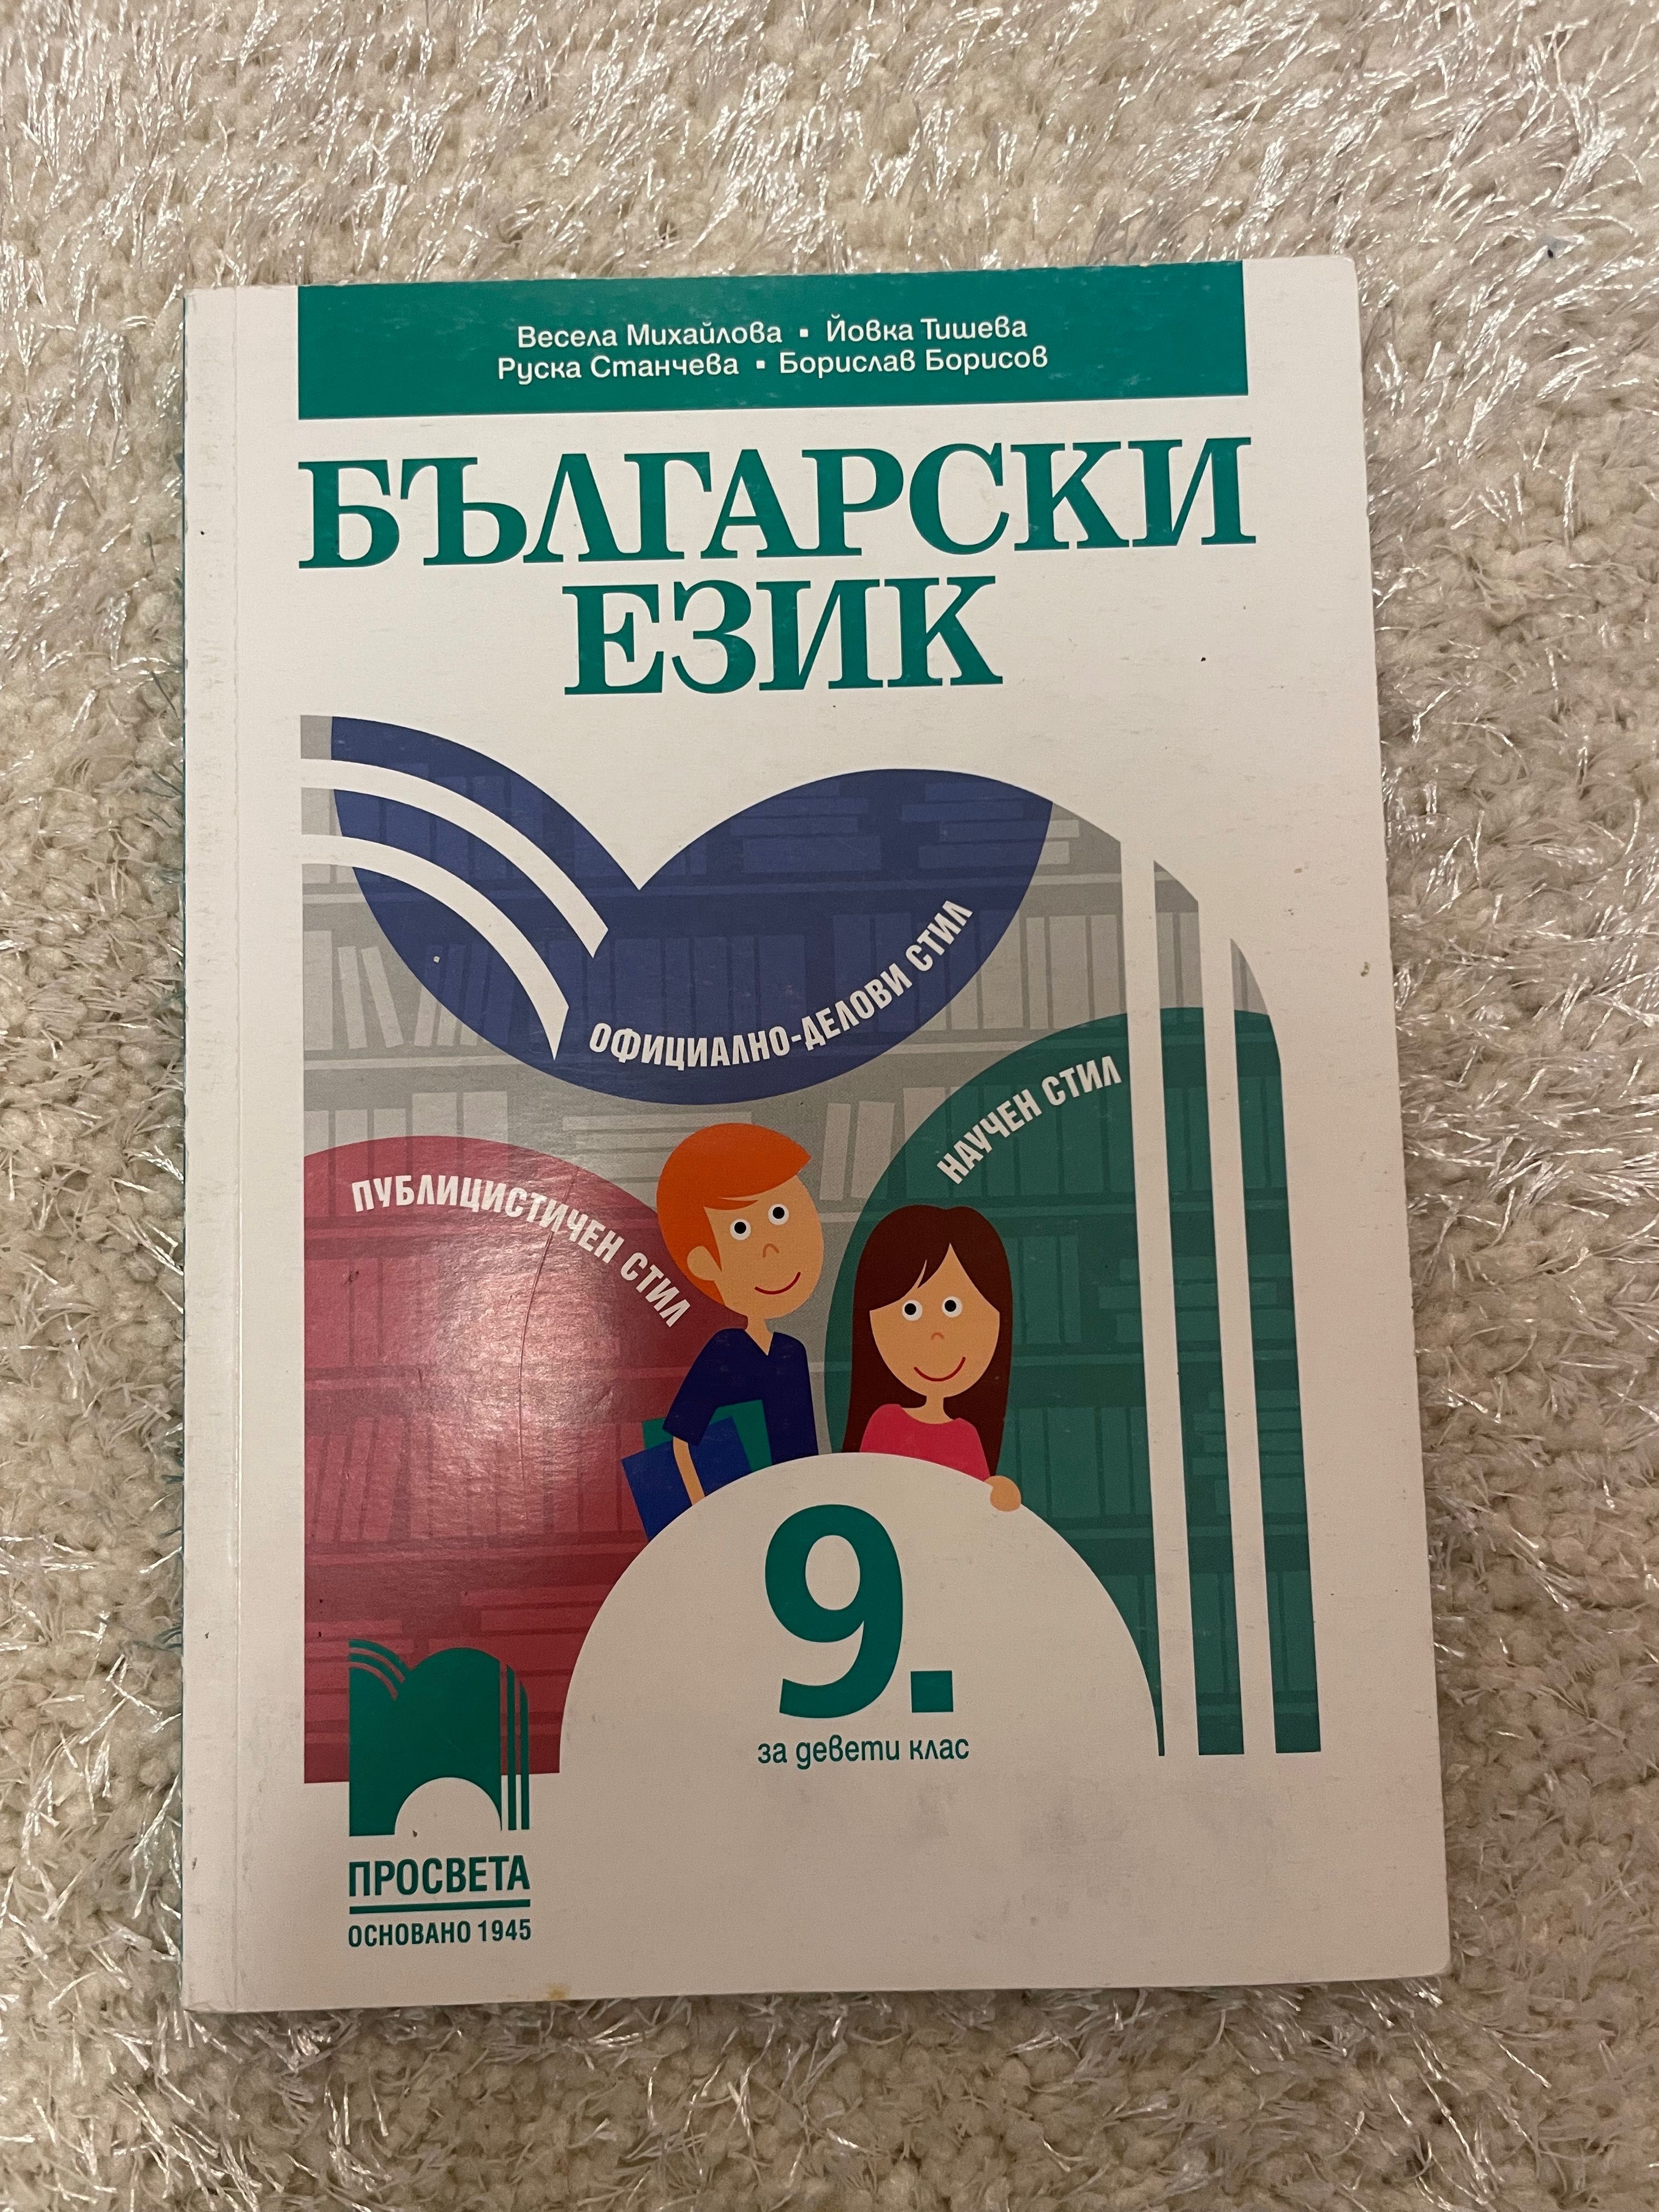 Весела Михайлова ▪ Йовка Тишева
Руска Станчева ▪ Борислав Борисов
БЪЛГАРСКИ
ЕЗИК
ОФИЦИАЛНО-ДЕЛОВИ СТИЛ
НАУЧЕН СТИЛ
ПУБЛИЦИСТИЧЕН СТИЛ
9.
за девети клас
ПРОСВЕТА
ОСНОВАНО 1945